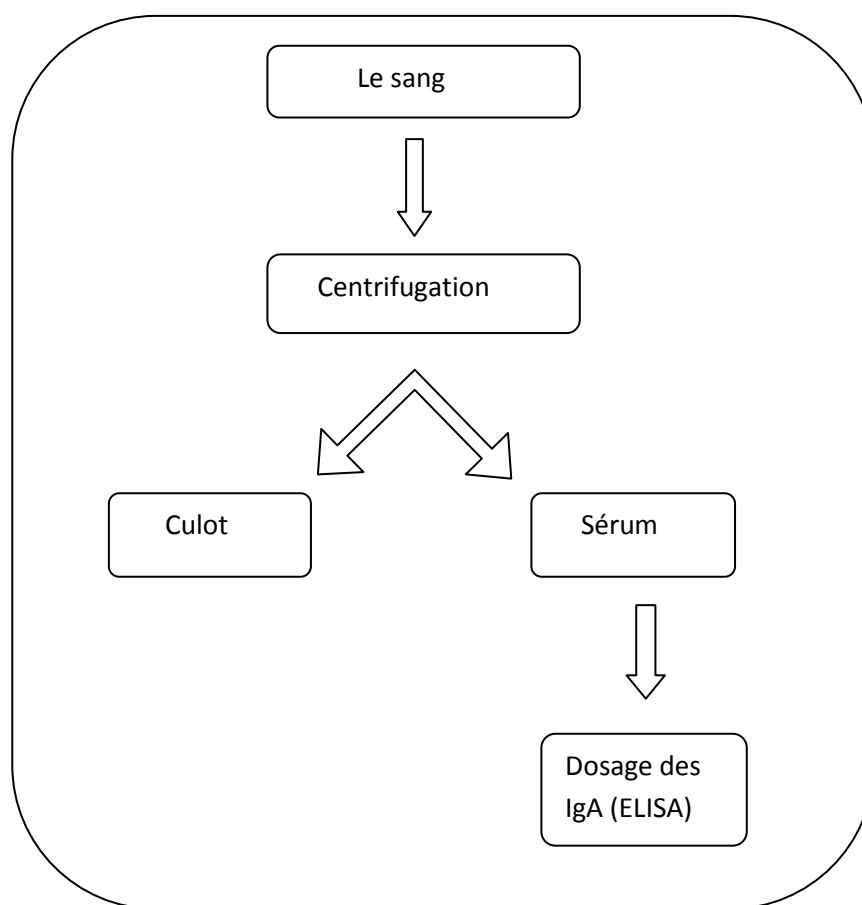 Le sang
Centrifugation
Culot
Sérum
Dosage des
IgA (ELISA)